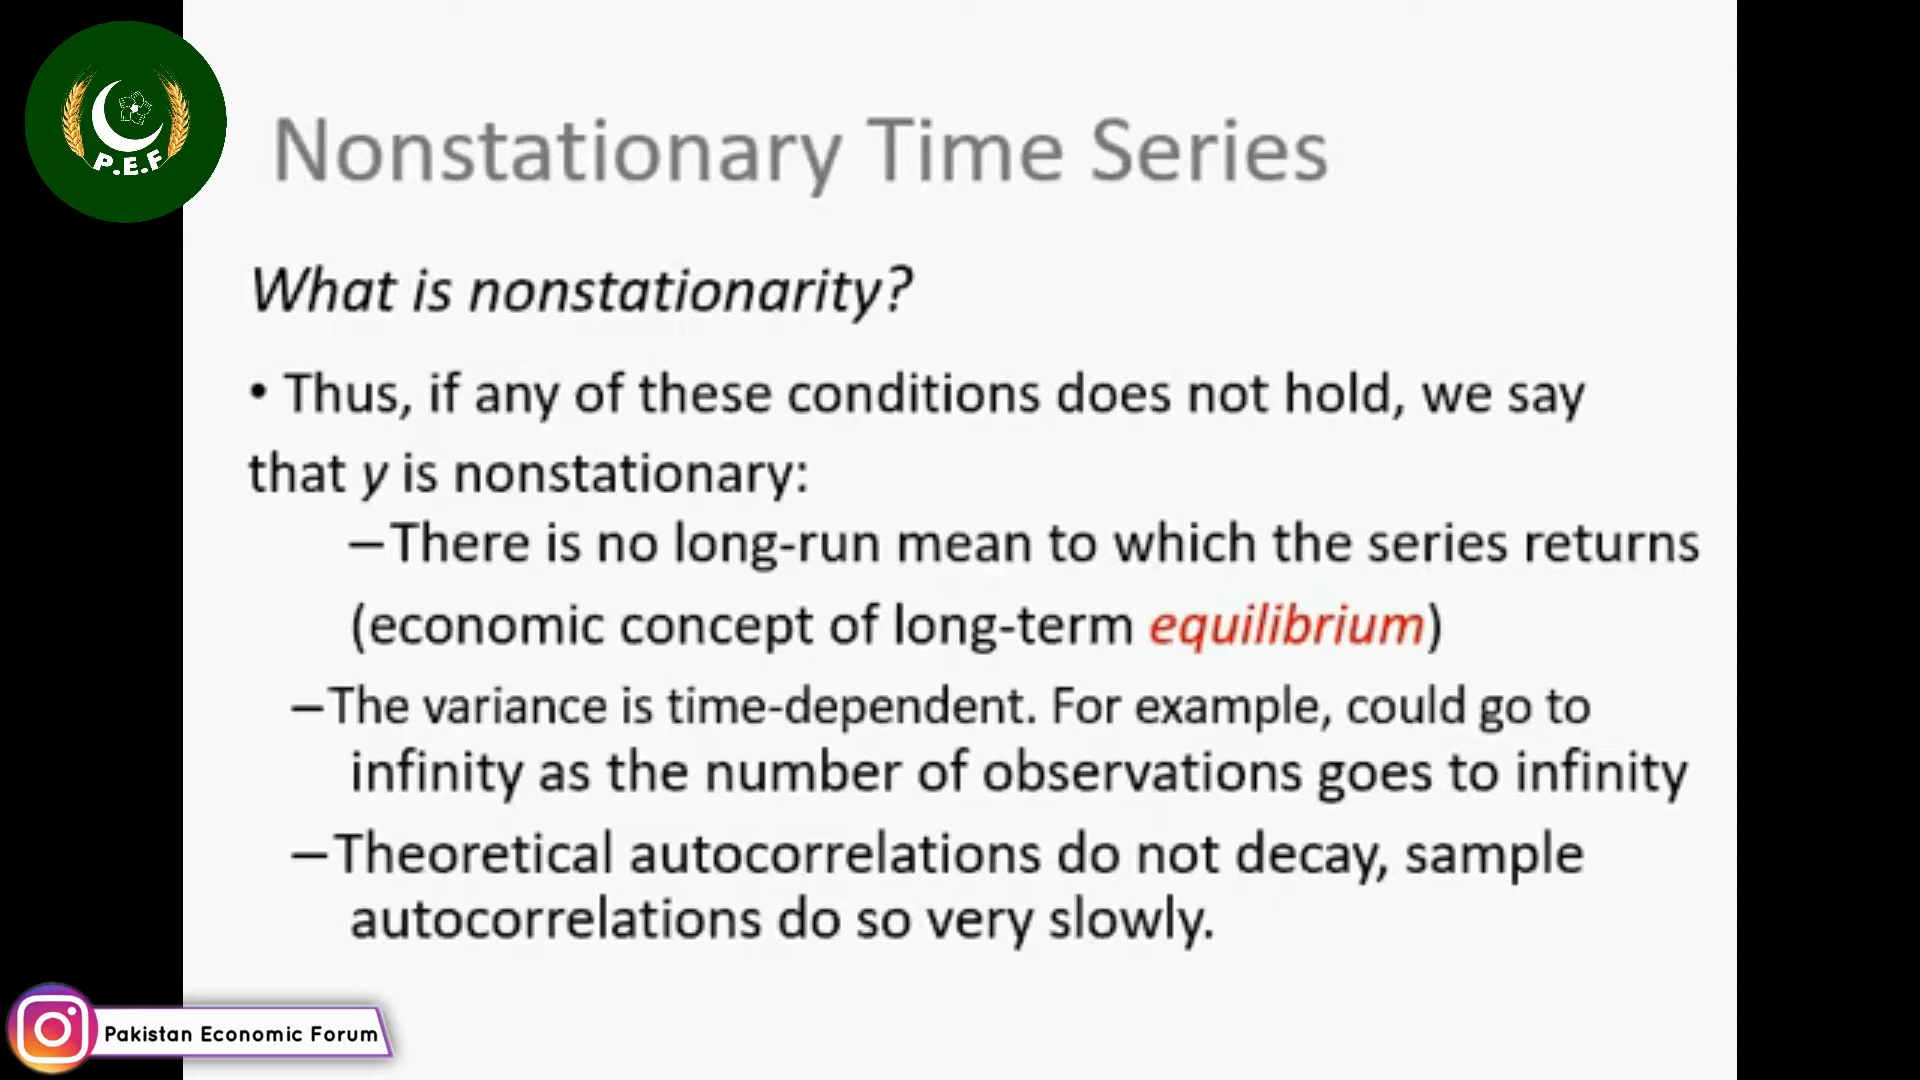 P.E.F
Nonstationary Time Series
What is nonstationarity?
• Thus, if any of these conditions does not hold, we say
that y is nonstationary:
–There is no long-run mean to which the series returns
(economic concept of long-term equilibrium)
–The variance is time-dependent. For example, could go to
infinity as the number of observations goes to infinity
–Theoretical autocorrelations do not decay, sample
autocorrelations do so very slowly.
Pakistan Economic Forum